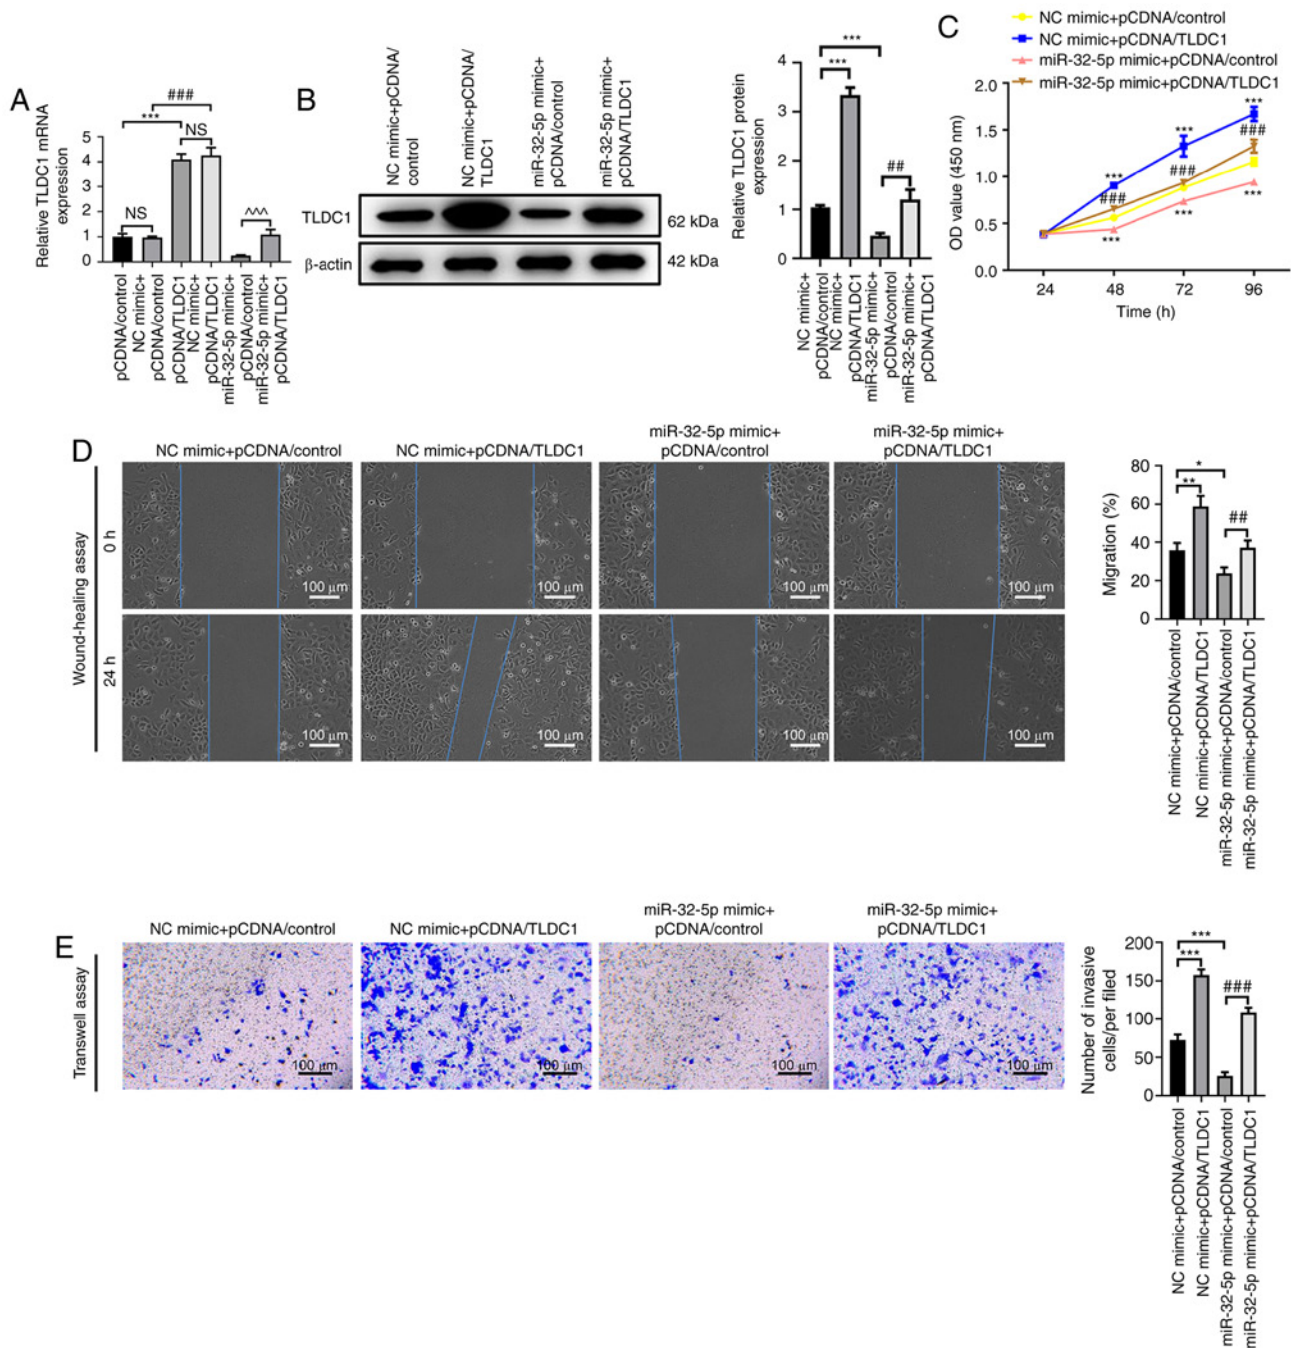 A
Relative TLDC1 mRNA
expression
5
4
3
2
1
0
***
###
NS
NS
^^^
pCDNA/control
NC mimic+
pCDNA/control
pCDNA/TLDC1
NC mimic+
pCDNA/TLDC1
miR-32-5p mimic+
pCDNA/control
miR-32-5p mimic+
pCDNA/TLDC1
B
NC mimic+pCDNA/
control
NC mimic+pCDNA/
TLDC1
miR-32-5p mimic+
pCDNA/control
miR-32-5p mimic+
pCDNA/TLDC1
TLDC1
62 kDa
β-actin
42 kDa
Relative TLDC1 protein
expression
4
3
2
1
0
***
***
##
NC mimic+
pCDNA/control
NC mimic+
pCDNA/TLDC1
miR-32-5p mimic+
pCDNA/control
miR-32-5p mimic+
pCDNA/TLDC1
C
NC mimic+pCDNA/control
NC mimic+pCDNA/TLDC1
miR-32-5p mimic+pCDNA/control
miR-32-5p mimic+pCDNA/TLDC1
OD value (450 nm)
2.0
1.5
1.0
0.5
0.0
***
###
***
***
###
***
***
###
***
24
48
72
96
Time (h)
D
NC mimic+pCDNA/control
NC mimic+pCDNA/TLDC1
miR-32-5p mimic+
pCDNA/control
miR-32-5p mimic+
pCDNA/TLDC1
Wound-healing assay
0 h
100 μm
100 μm
100 μm
100 μm
24 h
100 μm
100 μm
100 μm
100 μm
Migration (%)
80
60
40
20
0
*
**
##
NC mimic+pCDNA/control
NC mimic+pCDNA/TLDC1
miR-32-5p mimic+pCDNA/control
miR-32-5p mimic+pCDNA/TLDC1
E
NC mimic+pCDNA/control
NC mimic+pCDNA/TLDC1
miR-32-5p mimic+
pCDNA/control
miR-32-5p mimic+
pCDNA/TLDC1
Transwell assay
100 μm
100 μm
100 μm
100 μm
Number of invasive
cells/per filed
200
150
100
50
0
***
***
###
NC mimic+pCDNA/control
NC mimic+pCDNA/TLDC1
miR-32-5p mimic+pCDNA/control
miR-32-5p mimic+pCDNA/TLDC1